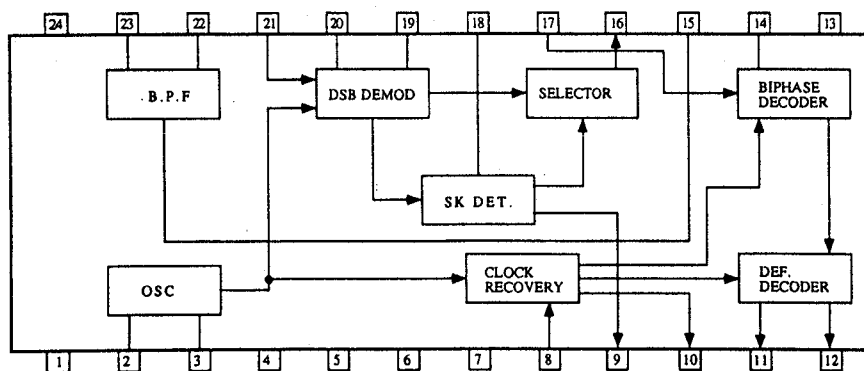 24 23 22 21 20 19 18 17 16 15 14 13
.B.P.F
DSB DEMOD
SELECTOR
BIPHASE
DECODER
SK DET.
OSC
CLOCK
RECOVERY
DEF.
DECODER
1 2 3 4 5 6 7 8 9 10 11 12